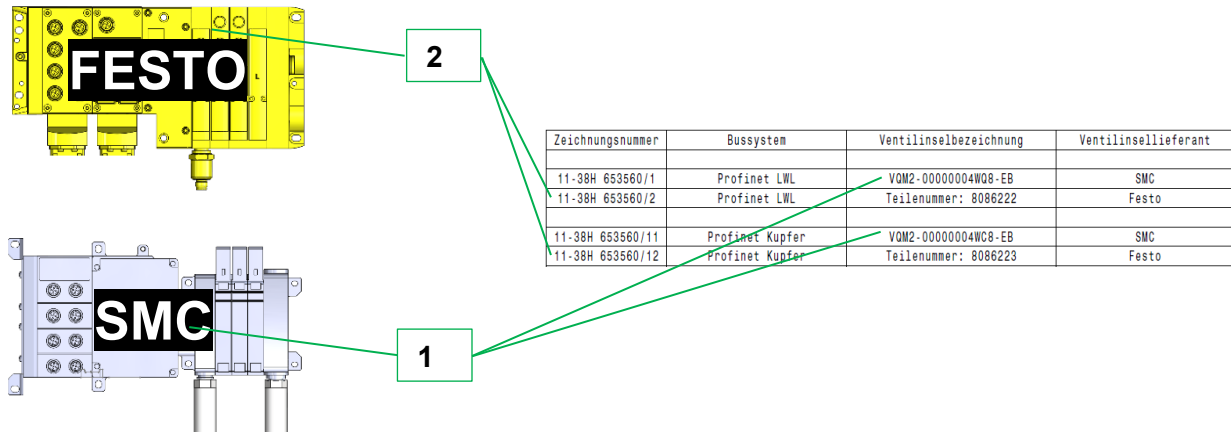 FESTO
L
2
Zeichnungsnummer Bussystem Ventilinselbezeichnung Ventilinsellieferant
11-38H 653560/1 Profinet LWL VQM2-00000004WQ8-EB SMC
11-38H 653560/2 Profinet LWL Teilenummer: 8086222 Festo
11-38H 653560/11 Profinet Kupfer VQM2-00000004WC8-EB SMC
11-38H 653560/12 Profinet Kupfer Teilenummer: 8086223 Festo
SMC
1